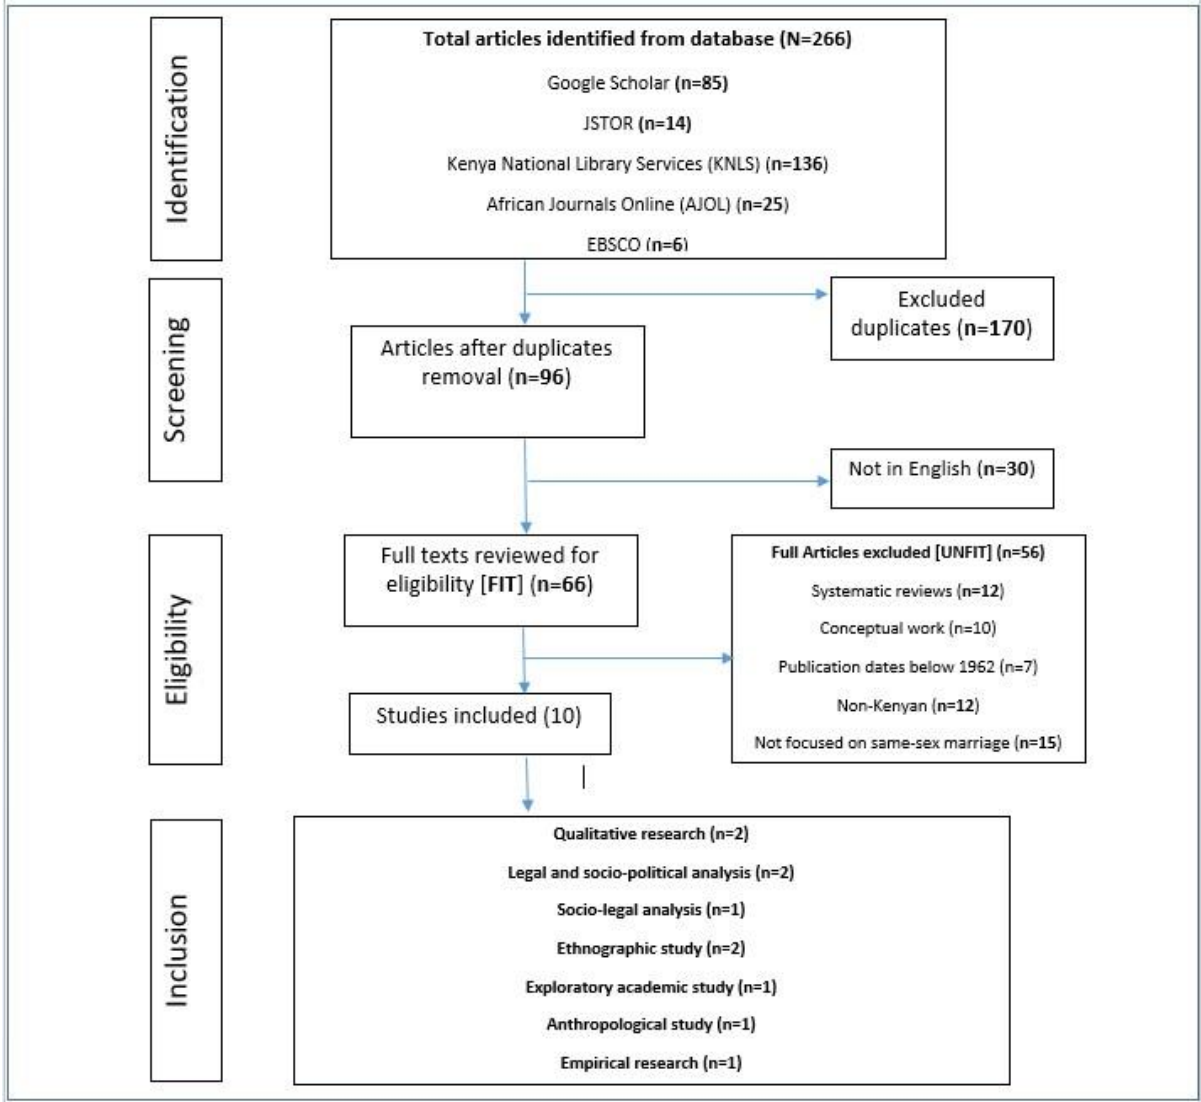 Identification
Total articles identified from database (N=266)
Google Scholar (n=85)
JSTOR (n=14)
Kenya National Library Services (KNLS) (n=136)
African Journals Online (AJOL) (n=25)
EBSCO (n=6)
Screening
Excluded
duplicates (n=170)
Articles after duplicates
removal (n=96)
Not in English (n=30)
Eligibility
Full texts reviewed for
eligibility [FIT] (n=66)
Full Articles excluded [UNFIT] (n=56)
Systematic reviews (n=12)
Conceptual work (n=10)
Publication dates below 1962 (n=7)
Non-Kenyan (n=12)
Not focused on same-sex marriage (n=15)
Studies included (10)
Inclusion
Qualitative research (n=2)
Legal and socio-political analysis (n=2)
Socio-legal analysis (n=1)
Ethnographic study (n=2)
Exploratory academic study (n=1)
Anthropological study (n=1)
Empirical research (n=1)